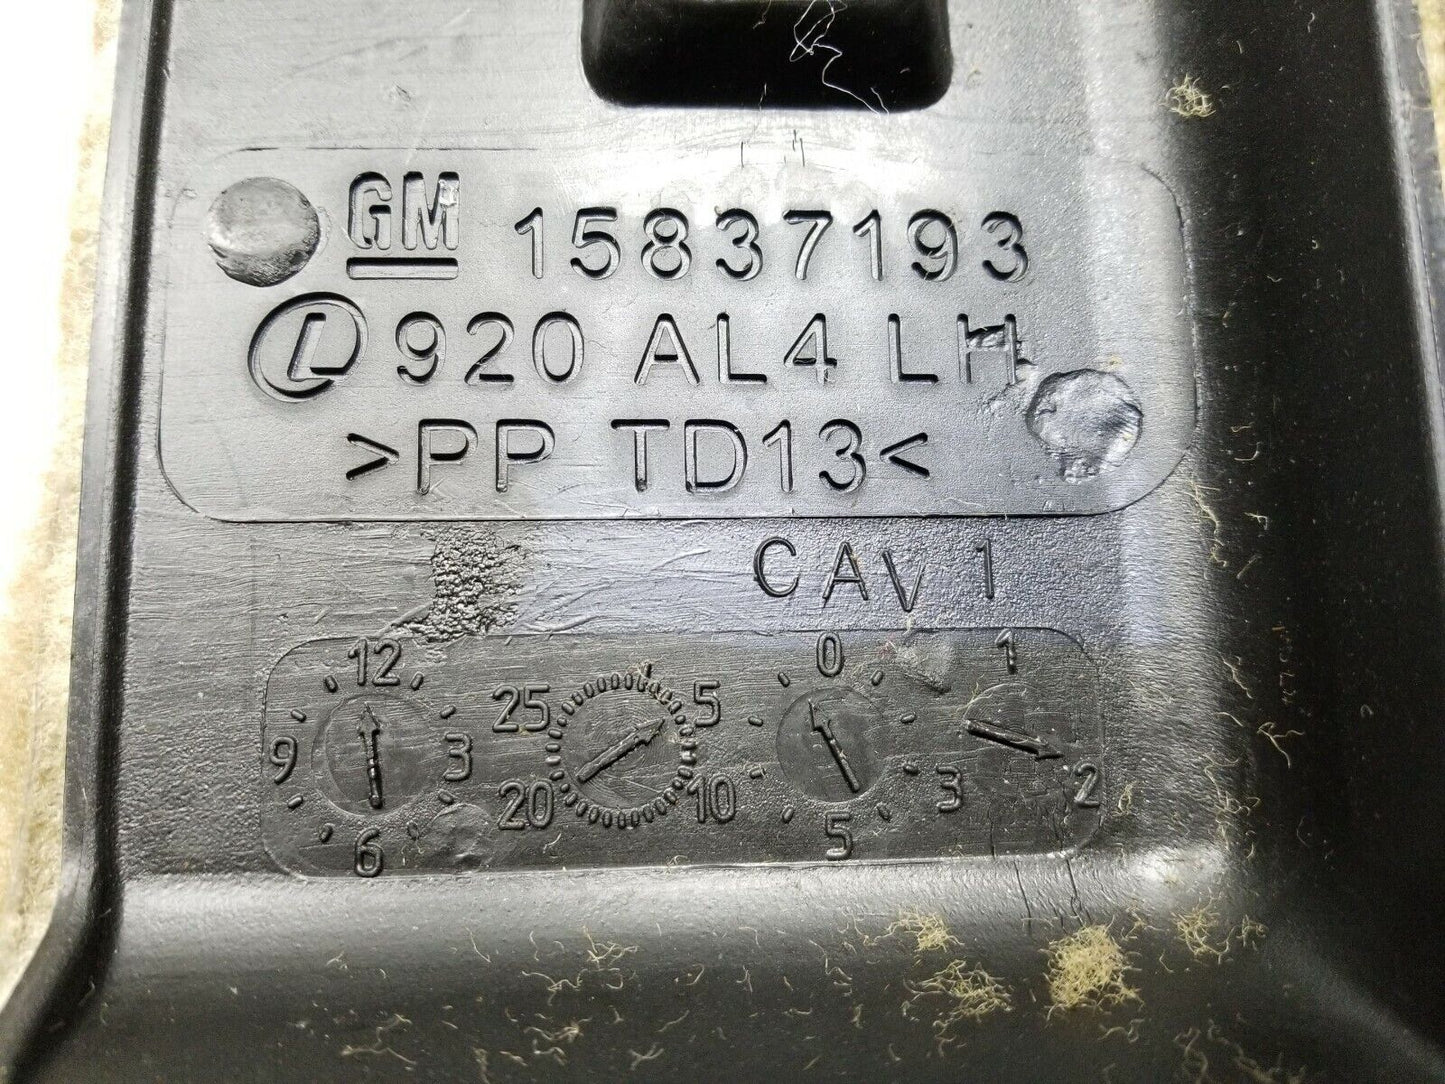 GM 15837193
L 920 AL4 LH
>PP TD13<
CAV 1
12 0 1
25 5
9 3
20 10 3 2
6 5